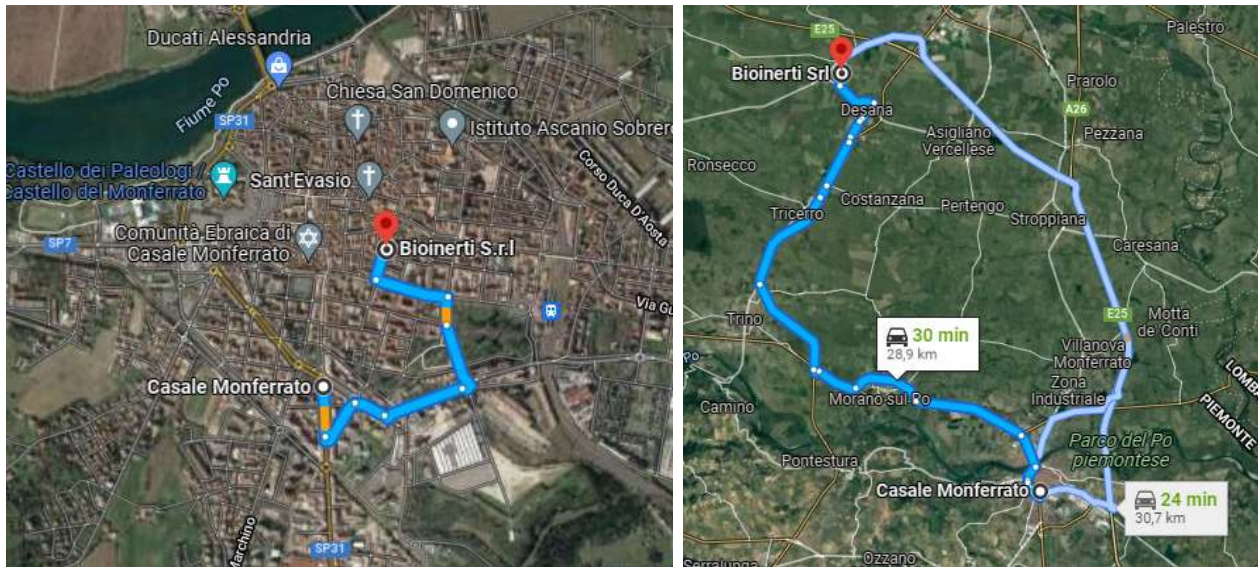 Ducati Alessandria
Fiume Po
SP31
Chiesa San Domenico
Istituto Ascanio Sobrero
Corso Duca D'Aosta
Castello dei Paleologi /
Castello del Monferrato
Sant'Evasio
SP7
Comunità Ebraica di
Casale Monferrato
Bioinerti S.r.l
Casale Monferrato
SP31
E25
Palestro
Bioinerti Srl
Prarolo
Desana
A26
Pezzana
Asigliano
Vercellese
Ronsecco
Costanzana
Pertengo
Tricerro
Stroppiana
Caresana
E25
Motta
de' Conti
Trino
30 min
28,9 km
Villanova
Monferrato
Po
Zona
Industriale
Camino
Morano sul Po
PIEMONTE
Parco del Po
piemontese
Pontestura
Casale Monferrato
24 min
30,7 km
Ozzano
Serralunga